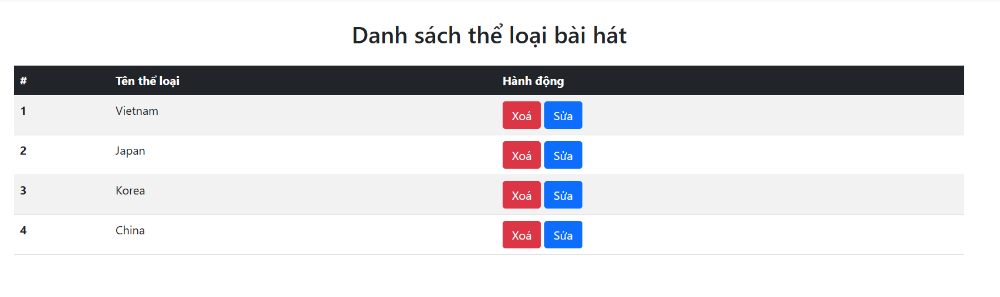 Danh sách thể loại bài hát
# Tên thể loại Hành động
1 Vietnam Xoá Sửa
2 Japan Xoá Sửa
3 Korea Xoá Sửa
4 China Xoá Sửa